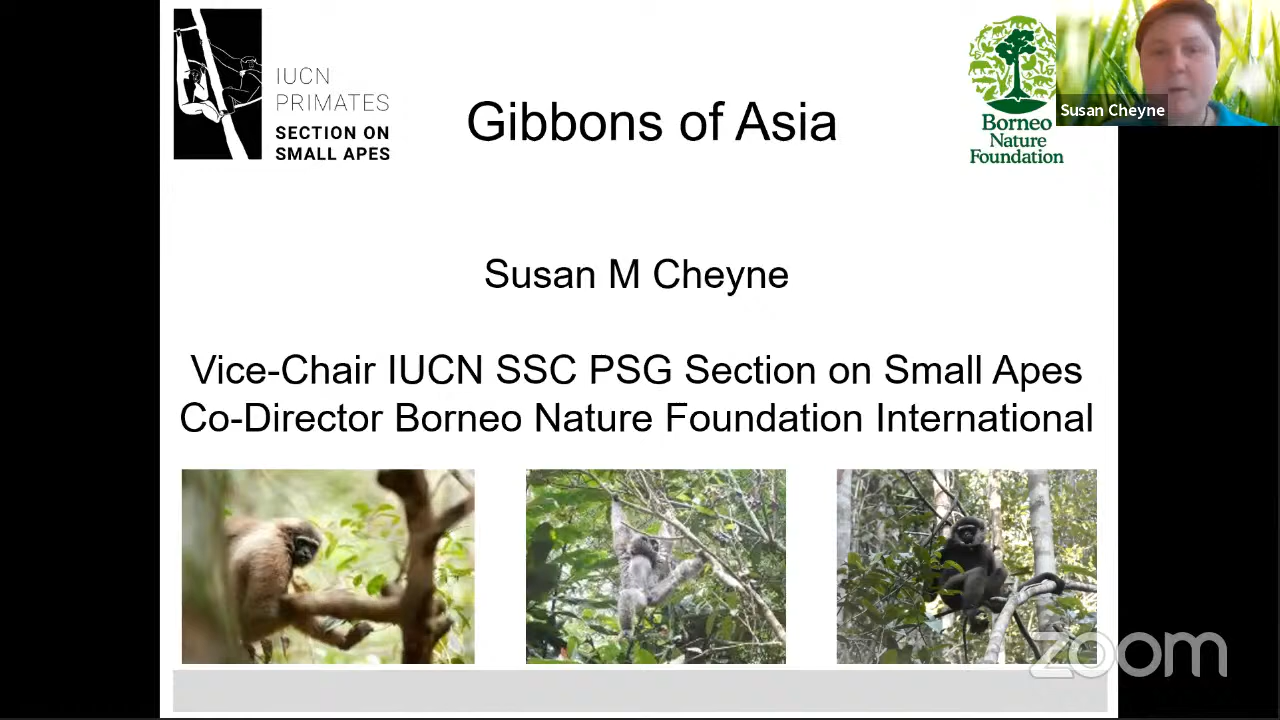 IUCN
PRIMATES
SECTION ON
SMALL APES
Gibbons of Asia
Borneo
Nature
Foundation
Susan Cheyne
Susan M Cheyne
Vice-Chair IUCN SSC PSG Section on Small Apes
Co-Director Borneo Nature Foundation International
zoom